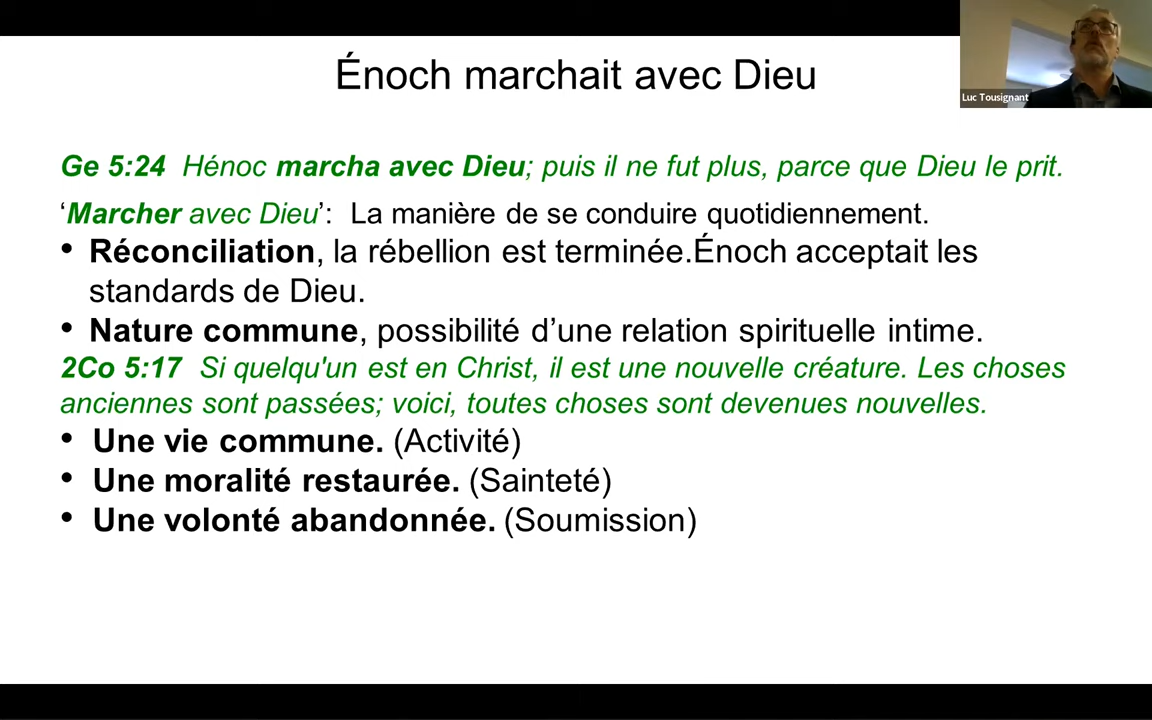 Énoch marchait avec Dieu
Luc Tousignant
Ge 5:24 Hénoc marcha avec Dieu; puis il ne fut plus, parce que Dieu le prit.
‘Marcher avec Dieu’: La manière de se conduire quotidiennement.
• Réconciliation, la rébellion est terminée.Énoch acceptait les
standards de Dieu.
• Nature commune, possibilité d’une relation spirituelle intime.
2Co 5:17 Si quelqu'un est en Christ, il est une nouvelle créature. Les choses
anciennes sont passées; voici, toutes choses sont devenues nouvelles.
• Une vie commune. (Activité)
• Une moralité restaurée. (Sainteté)
• Une volonté abandonnée. (Soumission)